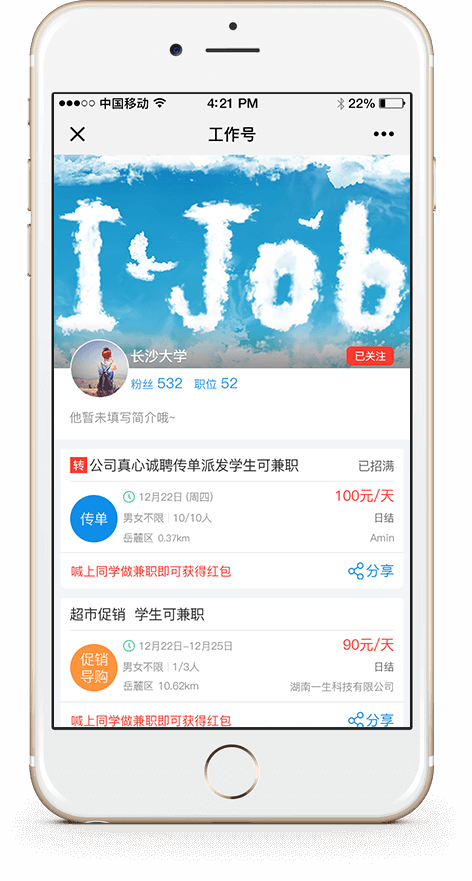 中国移动 4:21 PM 22%
工作号
I Job
长沙大学 已关注
粉丝 532 职位 52
他暂未填写简介哦~
转 公司真心诚聘传单派发学生可兼职 已招满
传单 12月22日 (周四) 100元/天
男女不限 | 10/10人 日结
岳麓区 0.37km Amin
喊上同学做兼职即可获得红包 分享
超市促销 学生可兼职
促销
导购
12月22日-12月25日 90元/天
男女不限 | 1/3人 日结
岳麓区 10.62km 湖南一生科技有限公司
喊上同学做兼职即可获得红包 分享